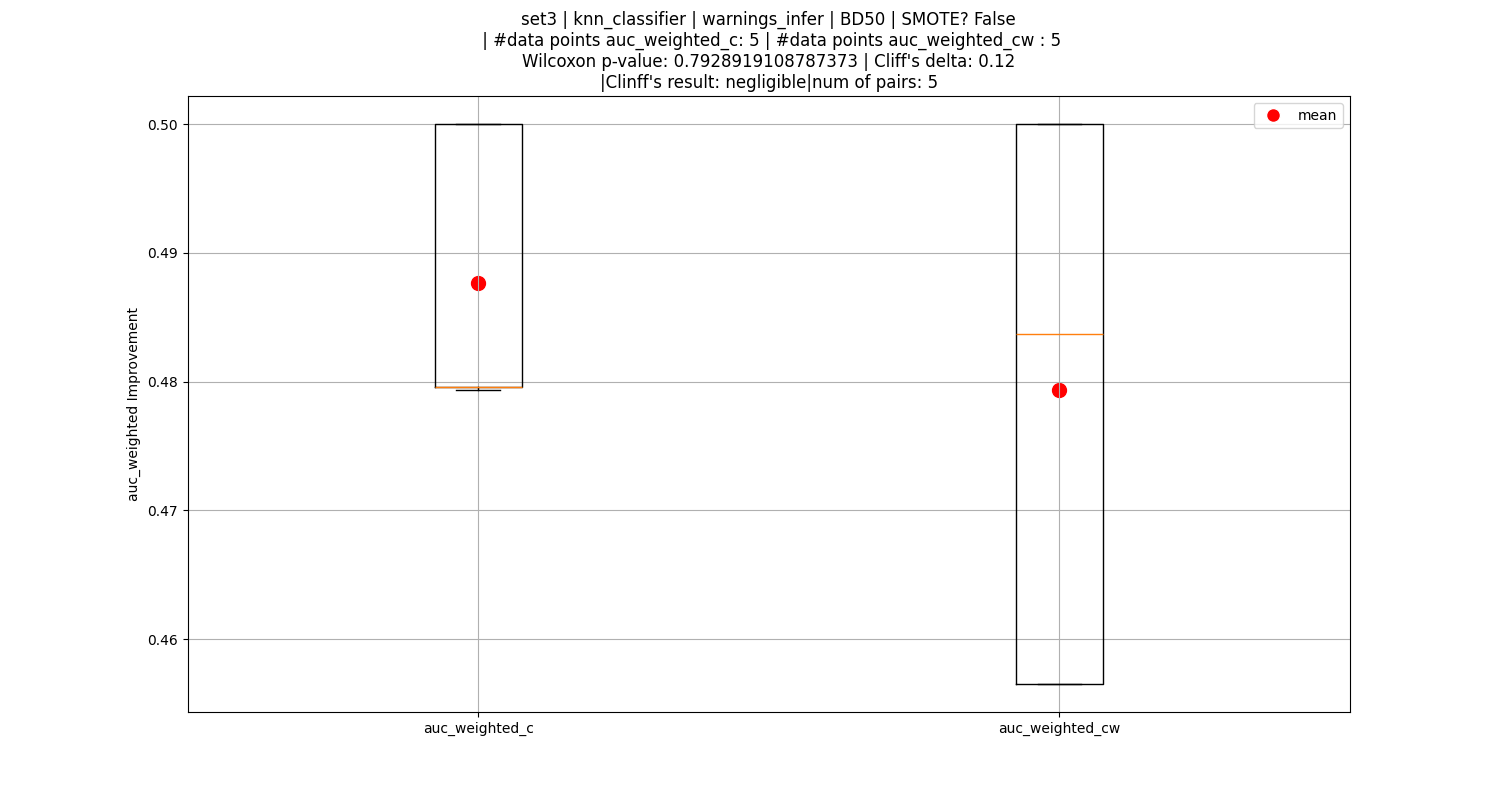 set3 | knn_classifier | warnings_infer | BD50 | SMOTE? False
| #data points auc_weighted_c: 5 | #data points auc_weighted_cw : 5
Wilcoxon p-value: 0.7928919108787373 | Cliff's delta: 0.12
|Clinff's result: negligible|num of pairs: 5
mean
auc_weighted Improvement
0.50
0.49
0.48
0.47
0.46
auc_weighted_c
auc_weighted_cw